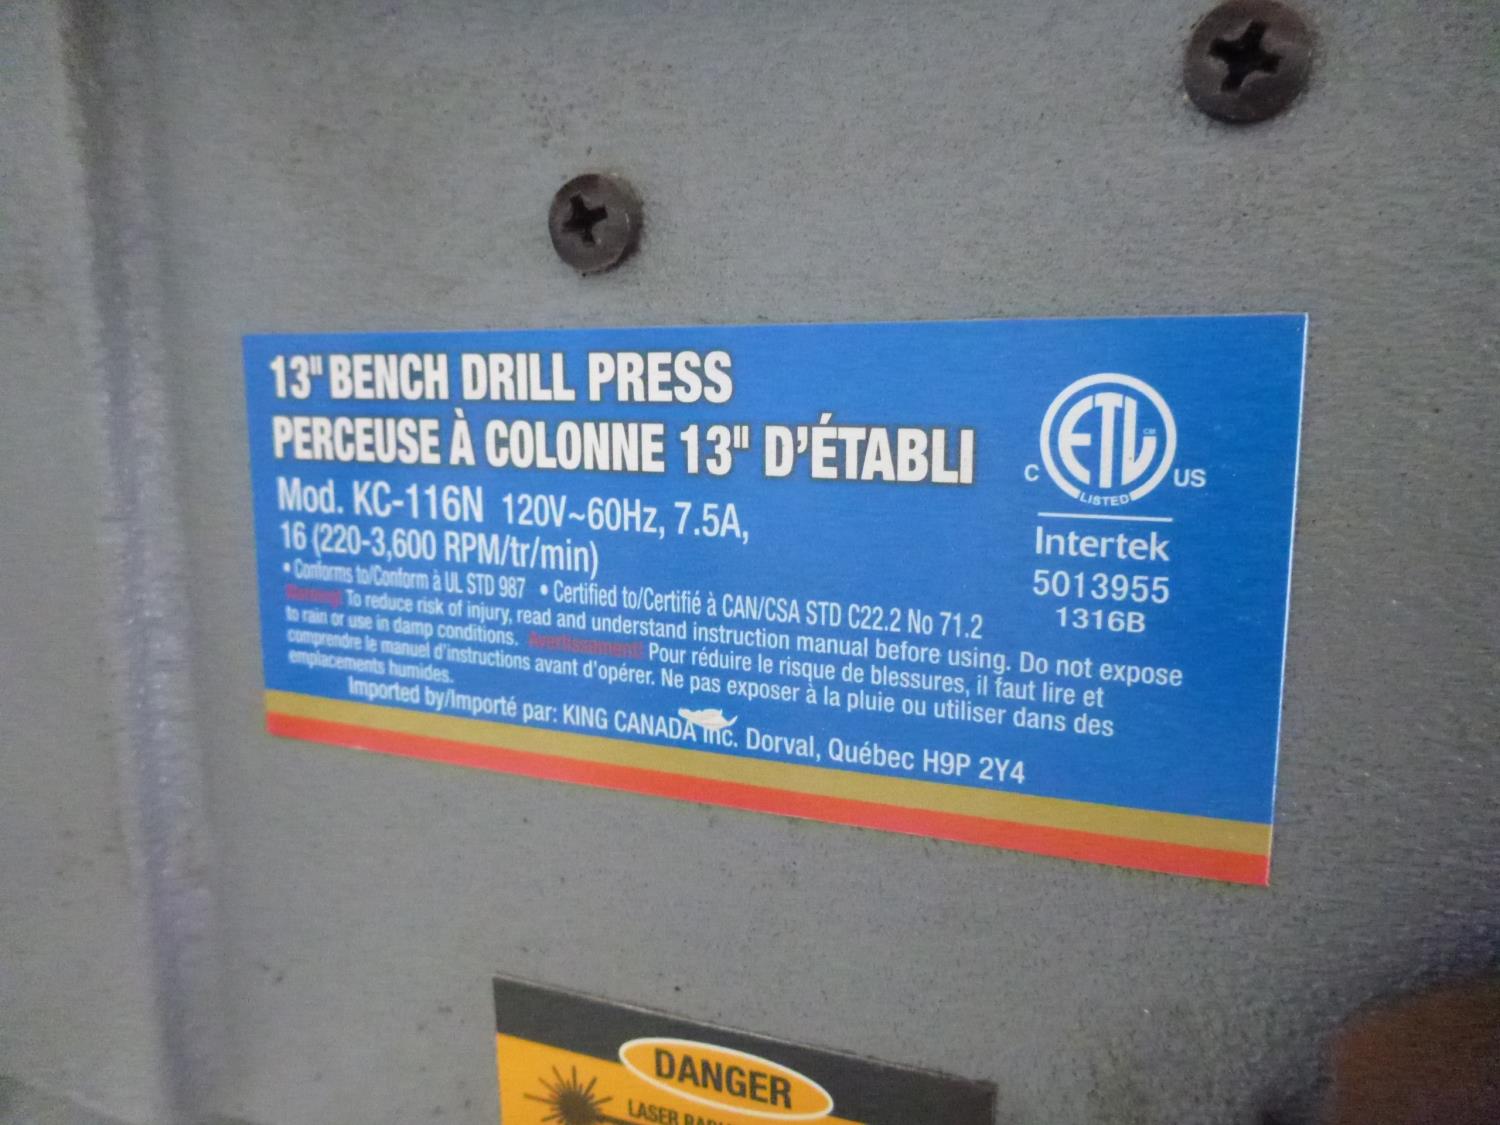 13" BENCH DRILL PRESS
PERCEUSE À COLONNE 13" D'ÉTABLI
Mod. KC-116N 120V~60Hz, 7.5A,
16 (220-3,600 RPM/tr/min)
• Conforms to/Conform à UL STD 987 • Certified to/Certifié à CAN/CSA STD C22.2 No 71.2
Warning! To reduce risk of injury, read and understand instruction manual before using. Do not expose
to rain or use in damp conditions. Avertissement! Pour réduire le risque de blessures, il faut lire et
comprendre le manuel d'instructions avant d'opérer. Ne pas exposer à la pluie ou utiliser dans des
emplacements humides.
Imported by/Importé par: KING CANADA Inc. Dorval, Québec H9P 2Y4
ETL CM
C US
LISTED
Intertek
5013955
1316B
DANGER
LASER